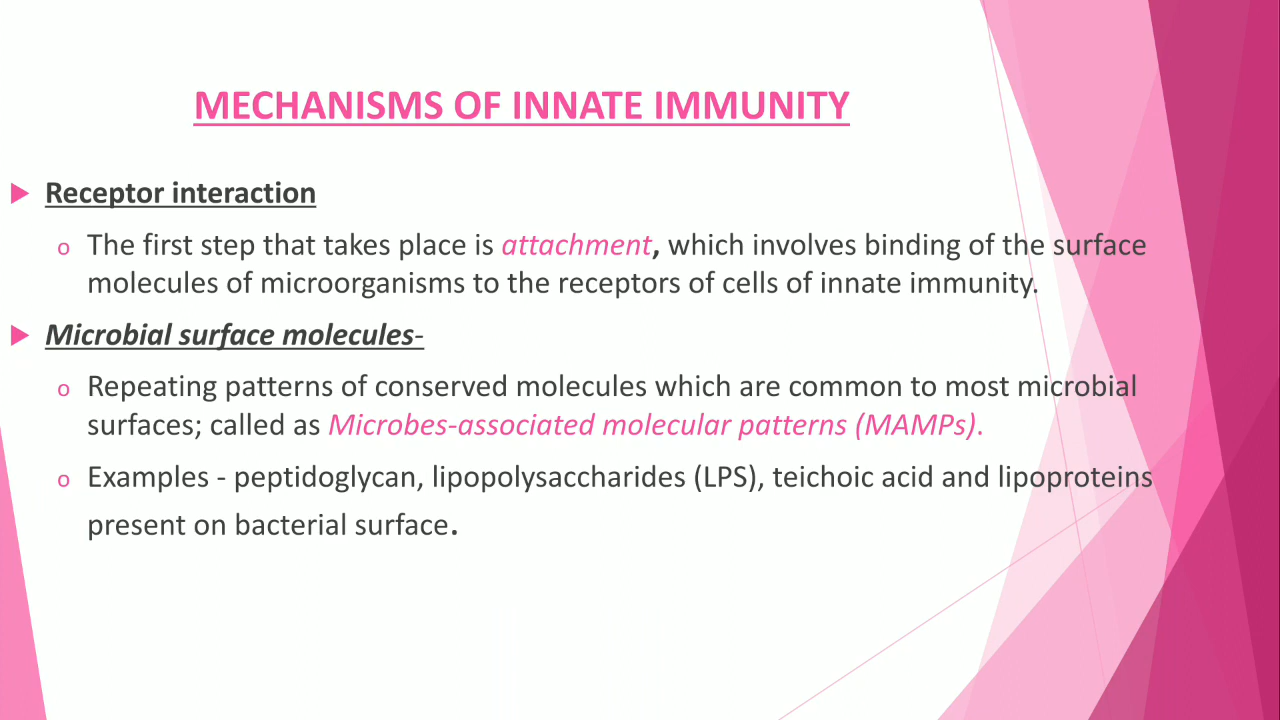 MECHANISMS OF INNATE IMMUNITY
Receptor interaction
o The first step that takes place is attachment, which involves binding of the surface
molecules of microorganisms to the receptors of cells of innate immunity.
Microbial surface molecules-
o Repeating patterns of conserved molecules which are common to most microbial
surfaces; called as Microbes-associated molecular patterns (MAMPs).
o Examples - peptidoglycan, lipopolysaccharides (LPS), teichoic acid and lipoproteins
present on bacterial surface.